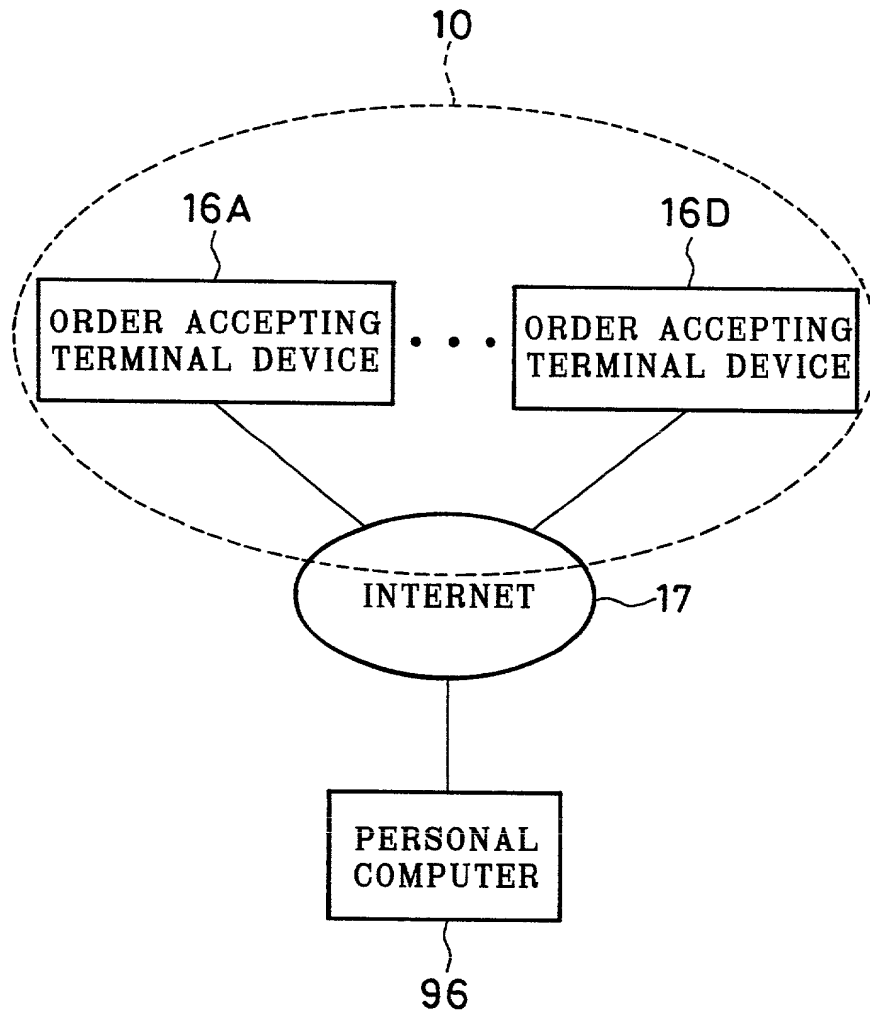 10
16A
16D
ORDER ACCEPTING
TERMINAL DEVICE
ORDER ACCEPTING
TERMINAL DEVICE
INTERNET
17
PERSONAL
COMPUTER
96